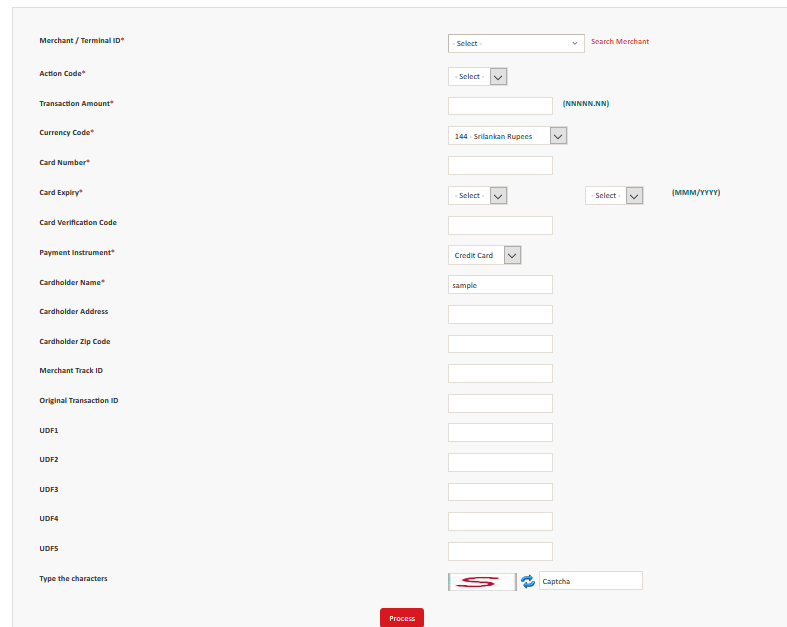 Merchant / Terminal ID* - Select - Search Merchant
Action Code* - Select -
Transaction Amount* (NNNNN.NN)
Currency Code* 144 - Srilankan Rupees
Card Number*
Card Expiry* - Select - - Select - (MMM/YYYY)
Card Verification Code
Payment Instrument* Credit Card
Cardholder Name* sample
Cardholder Address
Cardholder Zip Code
Merchant Track ID
Original Transaction ID
UDF1
UDF2
UDF3
UDF4
UDF5
Type the characters Captcha
Process